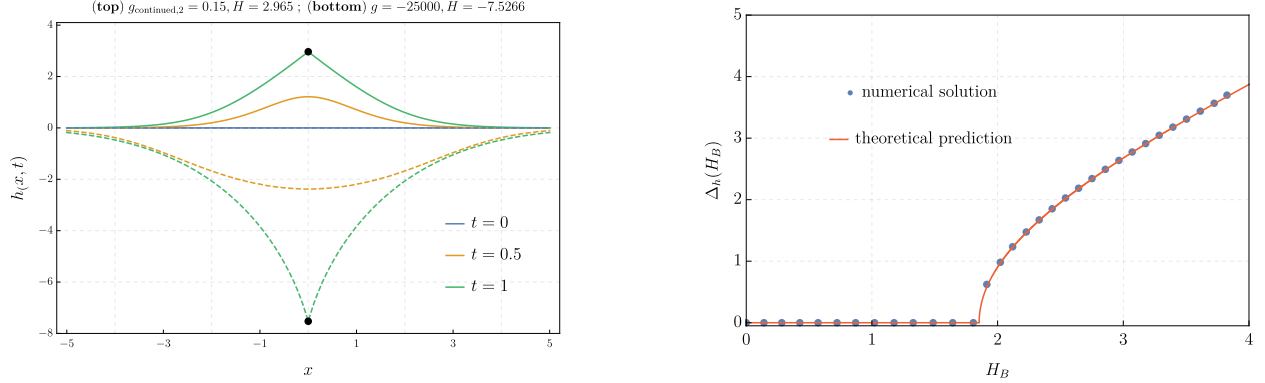 (top) g_continued,2 = 0.15, H = 2.965 ; (bottom) g = −25000, H = −7.5266
h(x, t)
4
2
0
−2
−4
−6
−8
t = 0
t = 0.5
t = 1
−5 −3 −1 1 3 5
x
Δ_h(H_B)
5
4
3
2
1
0
numerical solution
theoretical prediction
0 1 2 3 4
H_B